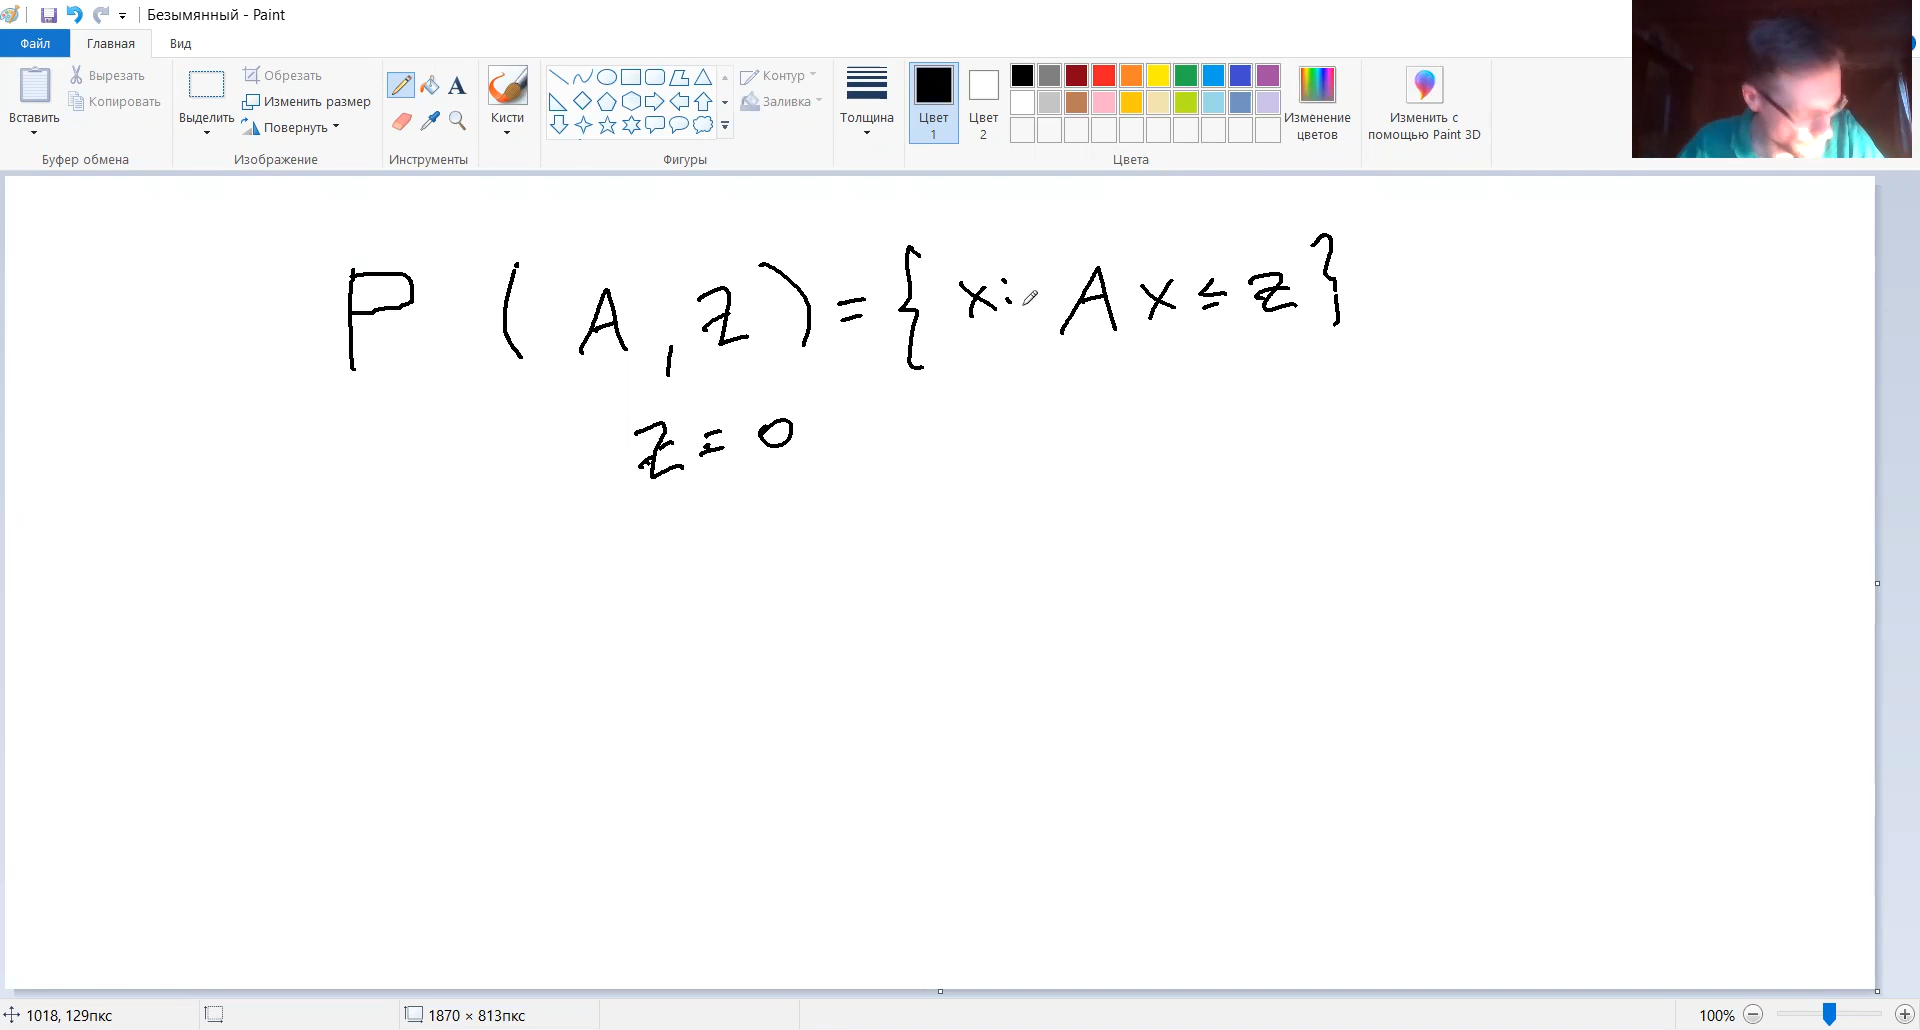 Безымянный - Paint
Файл Главная Вид
Вставить
Вырезать
Копировать
Буфер обмена
Выделить
Обрезать
Изменить размер
Повернуть
Изображение
A
Инструменты
Кисти
Контур
Заливка
Фигуры
Толщина
Цвет
1
Цвет
2
Изменение
цветов
Цвета
Изменить с
помощью Paint 3D
P ( A , z ) = { x : A x ≤ z }
z = 0
1018, 129пкс 1870 × 813пкс 100%